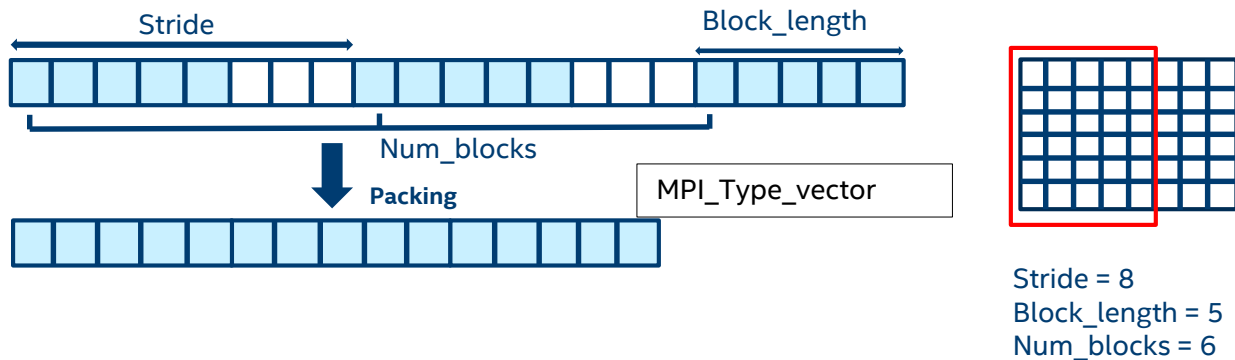 Stride
Block_length
Num_blocks
Packing
MPI_Type_vector
Stride = 8
Block_length = 5
Num_blocks = 6